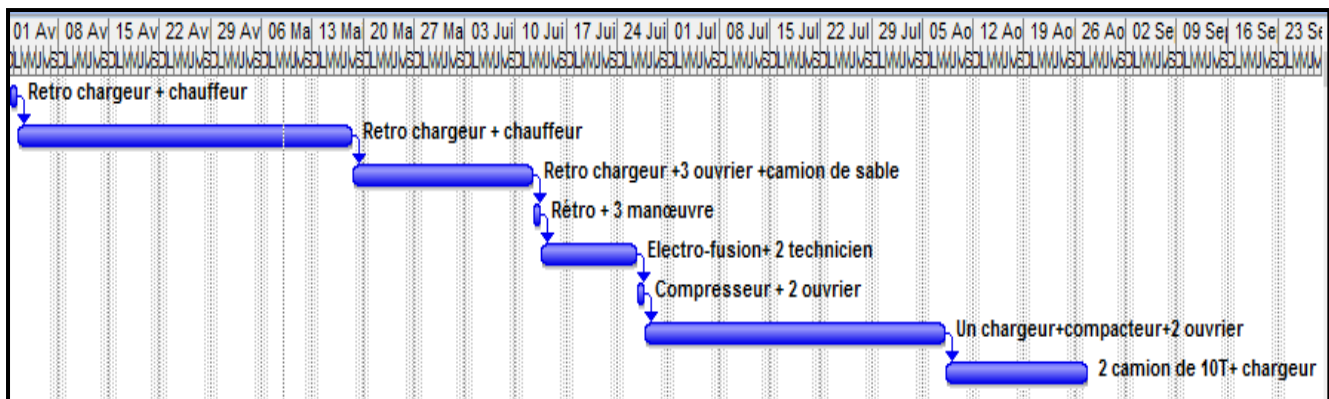 01 Av 08 Av 15 Av 22 Av 29 Av 06 Ma 13 Ma 20 Ma 27 Ma 03 Jui 10 Jui 17 Jui 24 Jui 01 Jul 08 Jul 15 Jul 22 Jul 29 Jul 05 Ao 12 Ao 19 Ao 26 Ao 02 Se 09 Se 16 Se 23 Se
Retro chargeur + chauffeur
Retro chargeur + chauffeur
Retro chargeur +3 ouvrier +camion de sable
Rétro + 3 manœuvre
Electro-fusion+ 2 technicien
Compresseur + 2 ouvrier
Un chargeur+compacteur+2 ouvrier
2 camion de 10T+ chargeur